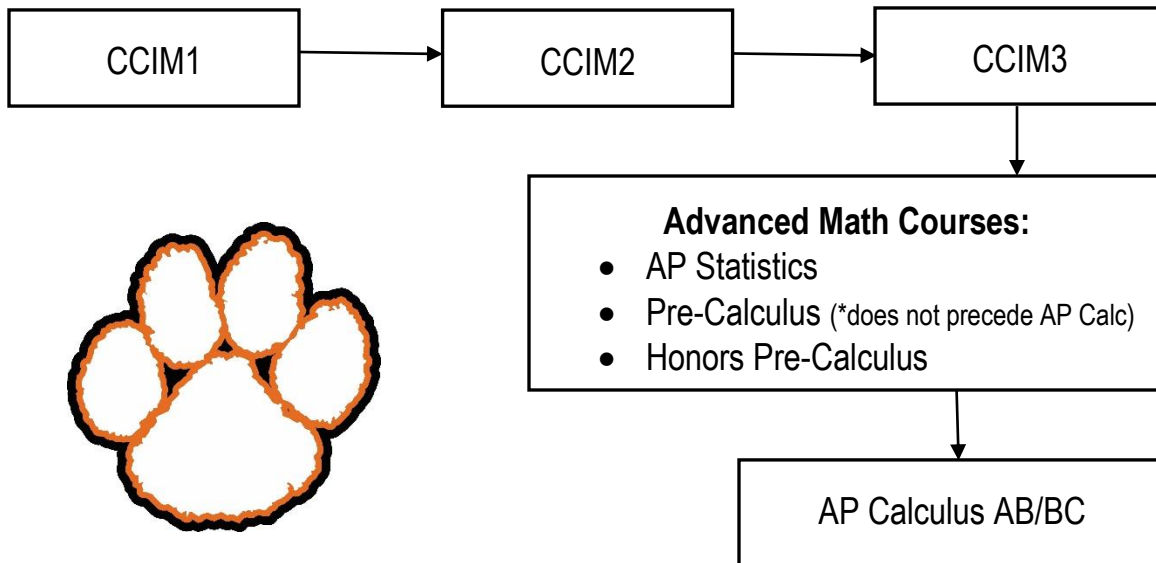 CCIM1
CCIM2
CCIM3
Advanced Math Courses:
• AP Statistics
• Pre-Calculus (*does not precede AP Calc)
• Honors Pre-Calculus
AP Calculus AB/BC